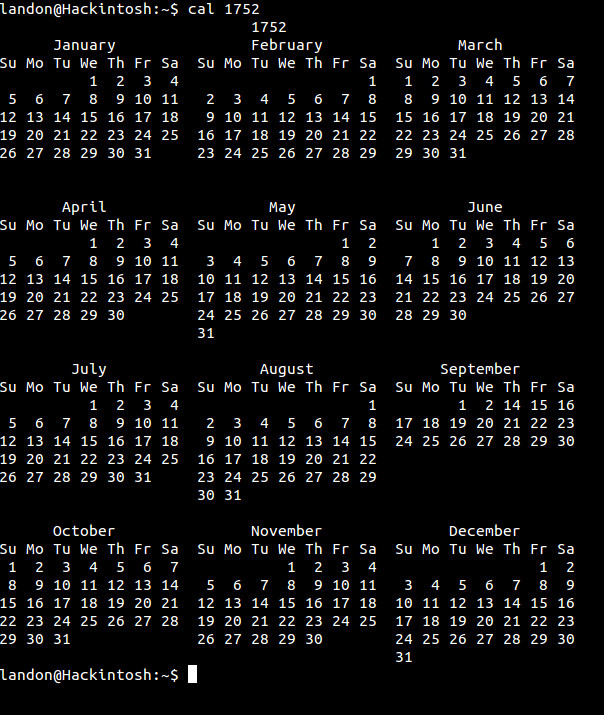 landon@Hackintosh:~$ cal 1752
                            1752
      January               February               March
Su Mo Tu We Th Fr Sa  Su Mo Tu We Th Fr Sa  Su Mo Tu We Th Fr Sa
          1  2  3  4                     1   1  2  3  4  5  6  7
 5  6  7  8  9 10 11   2  3  4  5  6  7  8   8  9 10 11 12 13 14
12 13 14 15 16 17 18   9 10 11 12 13 14 15  15 16 17 18 19 20 21
19 20 21 22 23 24 25  16 17 18 19 20 21 22  22 23 24 25 26 27 28
26 27 28 29 30 31     23 24 25 26 27 28 29  29 30 31

       April                  May                   June
Su Mo Tu We Th Fr Sa  Su Mo Tu We Th Fr Sa  Su Mo Tu We Th Fr Sa
          1  2  3  4                  1  2      1  2  3  4  5  6
 5  6  7  8  9 10 11   3  4  5  6  7  8  9   7  8  9 10 11 12 13
12 13 14 15 16 17 18  10 11 12 13 14 15 16  14 15 16 17 18 19 20
19 20 21 22 23 24 25  17 18 19 20 21 22 23  21 22 23 24 25 26 27
26 27 28 29 30        24 25 26 27 28 29 30  28 29 30
                      31

        July                 August              September
Su Mo Tu We Th Fr Sa  Su Mo Tu We Th Fr Sa  Su Mo Tu We Th Fr Sa
          1  2  3  4                     1         1  2 14 15 16
 5  6  7  8  9 10 11   2  3  4  5  6  7  8  17 18 19 20 21 22 23
12 13 14 15 16 17 18   9 10 11 12 13 14 15  24 25 26 27 28 29 30
19 20 21 22 23 24 25  16 17 18 19 20 21 22
26 27 28 29 30 31     23 24 25 26 27 28 29
                      30 31

      October               November              December
Su Mo Tu We Th Fr Sa  Su Mo Tu We Th Fr Sa  Su Mo Tu We Th Fr Sa
 1  2  3  4  5  6  7            1  2  3  4                  1  2
 8  9 10 11 12 13 14   5  6  7  8  9 10 11   3  4  5  6  7  8  9
15 16 17 18 19 20 21  12 13 14 15 16 17 18  10 11 12 13 14 15 16
22 23 24 25 26 27 28  19 20 21 22 23 24 25  17 18 19 20 21 22 23
29 30 31              26 27 28 29 30        24 25 26 27 28 29 30
                                            31
landon@Hackintosh:~$